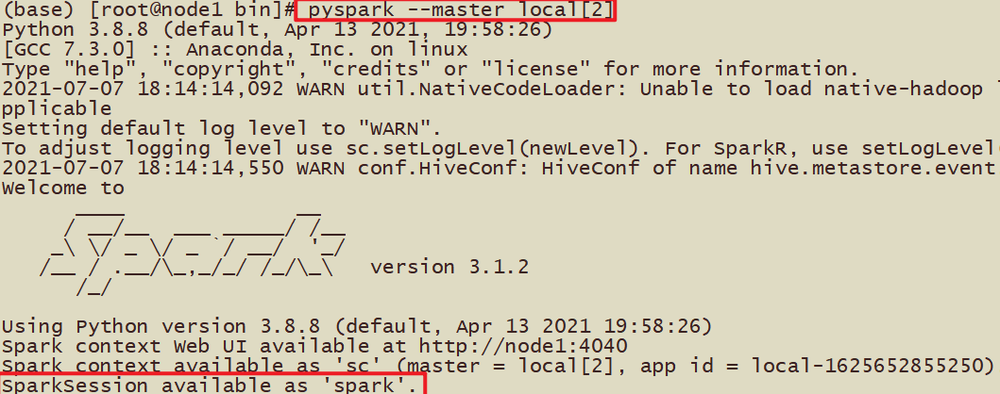 (base) [root@node1 bin]# pyspark --master local[2]
Python 3.8.8 (default, Apr 13 2021, 19:58:26)
[GCC 7.3.0] :: Anaconda, Inc. on linux
Type "help", "copyright", "credits" or "license" for more information.
2021-07-07 18:14:14,092 WARN util.NativeCodeLoader: Unable to load native-hadoop l
pplicable
Setting default log level to "WARN".
To adjust logging level use sc.setLogLevel(newLevel). For SparkR, use setLogLevel(
2021-07-07 18:14:14,550 WARN conf.HiveConf: HiveConf of name hive.metastore.event
Welcome to
      ____              __
     / __/__  ___ _____/ /__
    _\ \/ _ \/ _ `/ __/  '_/
   /__ / .__/\_,_/_/ /_/\_\   version 3.1.2
      /_/
Using Python version 3.8.8 (default, Apr 13 2021 19:58:26)
Spark context Web UI available at http://node1:4040
Spark context available as 'sc' (master = local[2], app id = local-1625652855250)
SparkSession available as 'spark'.